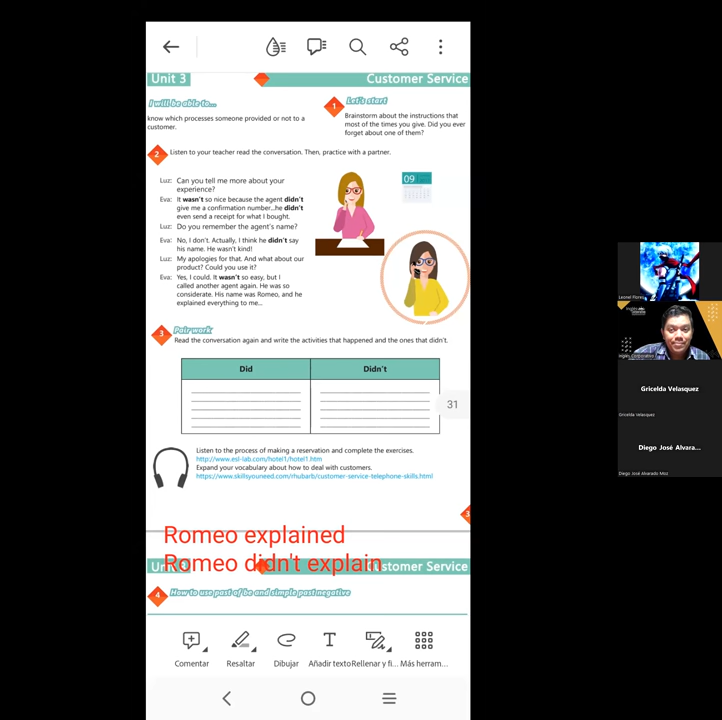 Unit 3
Customer Service
I will be able to...
know which processes someone provided or not to a
customer.
1
Let's start
Brainstorm about the instructions that
most of the times you give. Did you ever
forget about one of them?
2
Listen to your teacher read the conversation. Then, practice with a partner.
Luz: Can you tell me more about your
experience?
Eva: It wasn't so nice because the agent didn't
give me a confirmation number...he didn't
even send a receipt for what I bought.
Luz: Do you remember the agent's name?
Eva: No, I don't. Actually, I think he didn't say
his name. He wasn't kind!
Luz: My apologies for that. And what about our
product? Could you use it?
Eva: Yes, I could. It wasn't so easy, but I
called another agent again. He was so
considerate. His name was Romeo, and he
explained everything to me...
09
3
Pair work
Read the conversation again and write the activities that happened and the ones that didn't.
Did
Didn't
31
Listen to the process of making a reservation and complete the exercises.
http://www.esl-lab.com/hotel1/hotel1.htm
Expand your vocabulary about how to deal with customers.
https://www.skillsyouneed.com/rhubarb/customer-service-telephone-skills.html
Romeo explained
Romeo didn't explain
Customer Service
4
How to use past of be and simple past negative
Comentar
Resaltar
Dibujar
Añadir texto
Rellenar y fi...
Más herram...
Leonel Flores
Gricelda Velasquez
Gricelda Velasquez
Diego José Alvara...
Diego José Alvarado Moz